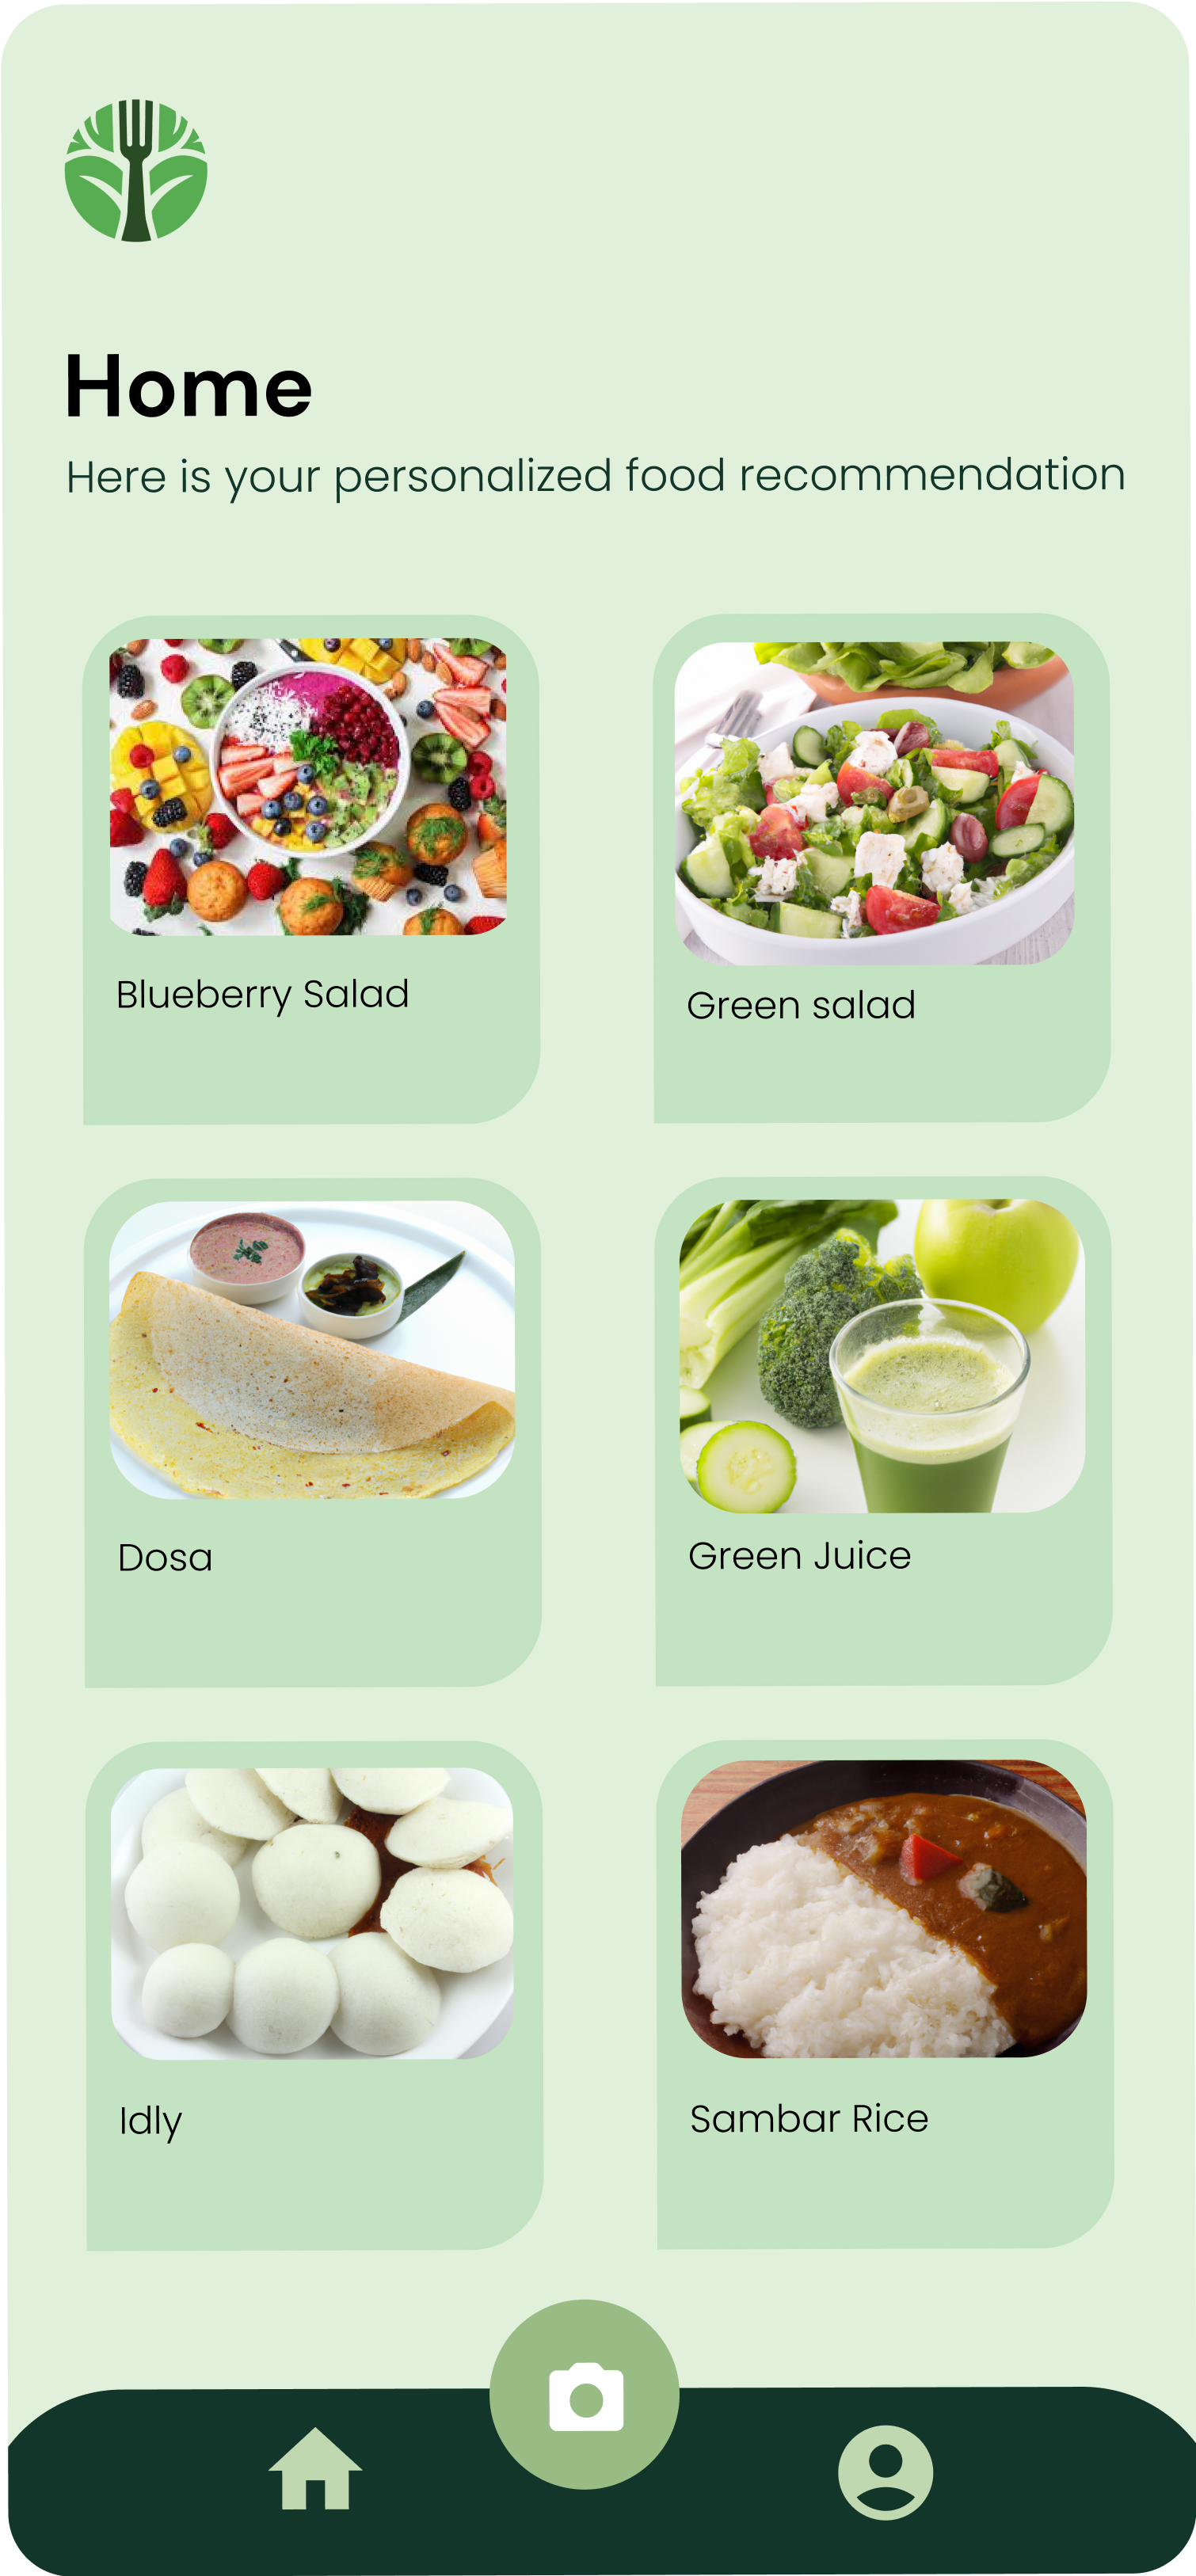 Home
Here is your personalized food recommendation
Blueberry Salad
Green salad
Dosa
Green Juice
Idly
Sambar Rice